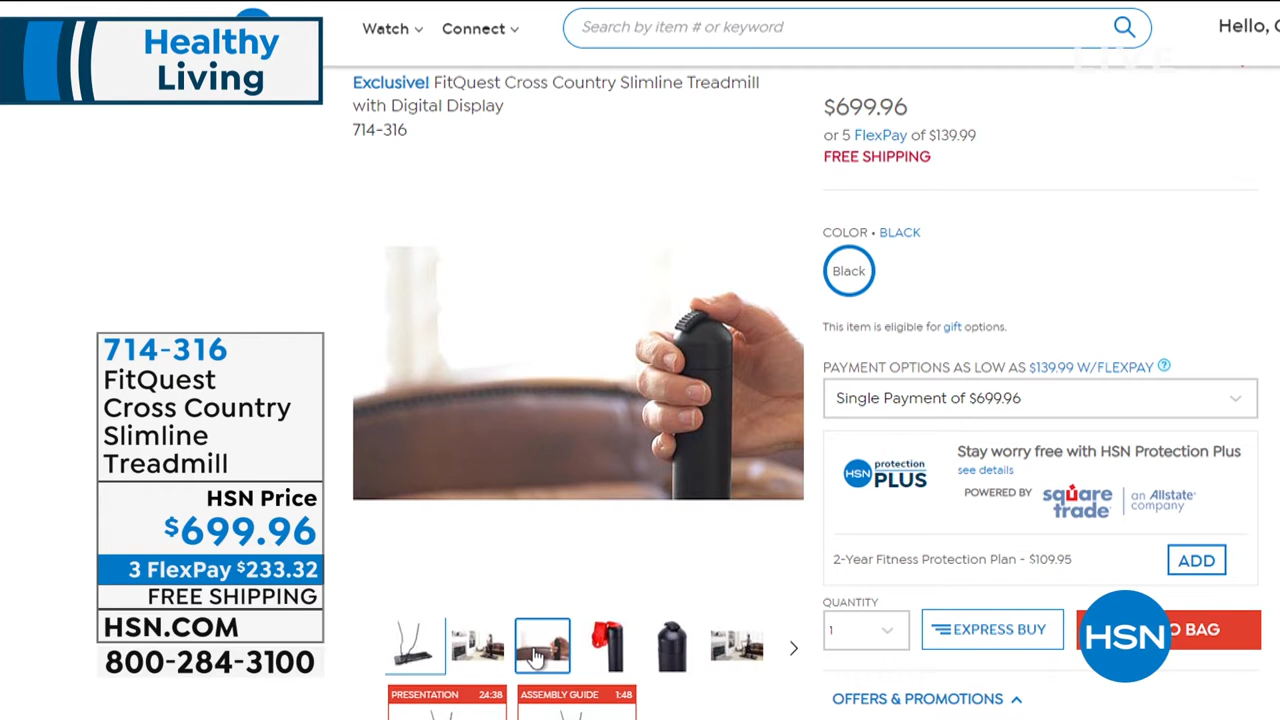 Healthy
Living
Watch
Connect
Search by item # or keyword
Hello,
LIVE
Exclusive! FitQuest Cross Country Slimline Treadmill
with Digital Display
714-316
$699.96
or 5 FlexPay of $139.99
FREE SHIPPING
COLOR • BLACK
Black
This item is eligible for gift options.
PAYMENT OPTIONS AS LOW AS $139.99 W/FLEXPAY ?
Single Payment of $699.96
HSN protection PLUS
Stay worry free with HSN Protection Plus
see details
POWERED BY square trade an Allstate company
2-Year Fitness Protection Plan - $109.95
ADD
QUANTITY
1
EXPRESS BUY
BAG
HSN
OFFERS & PROMOTIONS
PRESENTATION 24:38
ASSEMBLY GUIDE 1:48
714-316
FitQuest
Cross Country
Slimline
Treadmill
HSN Price
$699.96
3 FlexPay $233.32
FREE SHIPPING
HSN.COM
800-284-3100